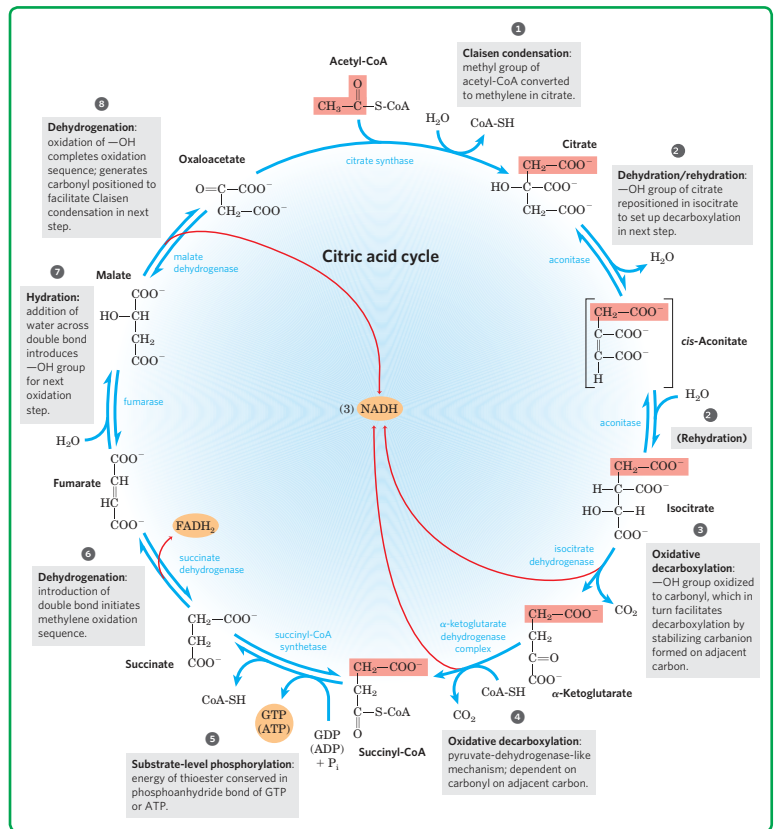 1
Claisen condensation:
methyl group of
acetyl-CoA converted
to methylene in citrate.
Acetyl-CoA
O
CH₃—C—S-CoA
H₂O
CoA-SH
citrate synthase
Citrate
CH₂—COO⁻
HO—C—COO⁻
CH₂—COO⁻
2
Dehydration/rehydration:
—OH group of citrate
repositioned in isocitrate
to set up decarboxylation
in next step.
aconitase
H₂O
CH₂—COO⁻
C—COO⁻
C—COO⁻
H
cis-Aconitate
aconitase
H₂O
2
(Rehydration)
CH₂—COO⁻
H—C—COO⁻
HO—C—H
COO⁻
Isocitrate
3
Oxidative
decarboxylation:
—OH group oxidized
to carbonyl, which in
turn facilitates
decarboxylation by
stabilizing carbanion
formed on adjacent
carbon.
isocitrate
dehydrogenase
CO₂
CH₂—COO⁻
CH₂
C=O
COO⁻
α-Ketoglutarate
α-ketoglutarate
dehydrogenase
complex
CoA-SH
CO₂
4
Oxidative decarboxylation:
pyruvate-dehydrogenase-like
mechanism; dependent on
carbonyl on adjacent carbon.
CH₂—COO⁻
CH₂
C—S-CoA
O
Succinyl-CoA
succinyl-CoA
synthetase
GDP
(ADP)
+ Pᵢ
GTP
(ATP)
CoA-SH
5
Substrate-level phosphorylation:
energy of thioester conserved in
phosphoanhydride bond of GTP
or ATP.
CH₂—COO⁻
CH₂
COO⁻
Succinate
succinate
dehydrogenase
FADH₂
6
Dehydrogenation:
introduction of
double bond initiates
methylene oxidation
sequence.
COO⁻
CH
HC
COO⁻
Fumarate
fumarase
H₂O
7
Hydration:
addition of
water across
double bond
introduces
—OH group
for next
oxidation
step.
Malate
COO⁻
HO—CH
CH₂
COO⁻
malate
dehydrogenase
8
Dehydrogenation:
oxidation of —OH
completes oxidation
sequence; generates
carbonyl positioned to
facilitate Claisen
condensation in next
step.
Oxaloacetate
O=C—COO⁻
CH₂—COO⁻
Citric acid cycle
(3) NADH